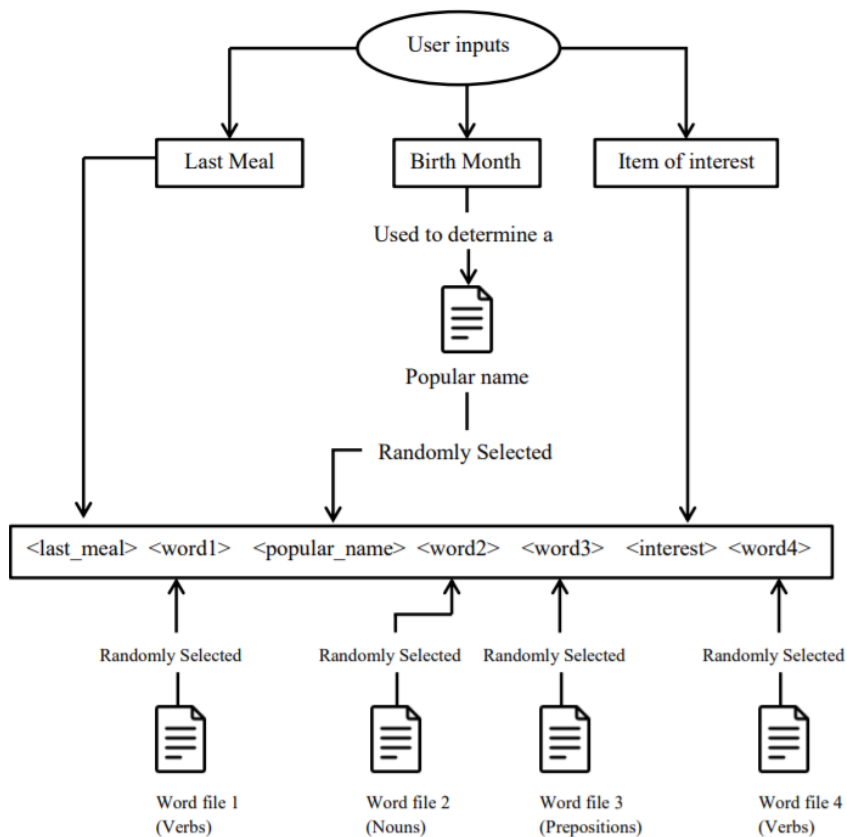 User inputs
Last Meal
Birth Month
Item of interest
Used to determine a
Popular name
Randomly Selected
<last_meal> <word1> <popular_name> <word2> <word3> <interest> <word4>
Randomly Selected
Randomly Selected
Randomly Selected
Randomly Selected
Word file 1
(Verbs)
Word file 2
(Nouns)
Word file 3
(Prepositions)
Word file 4
(Verbs)